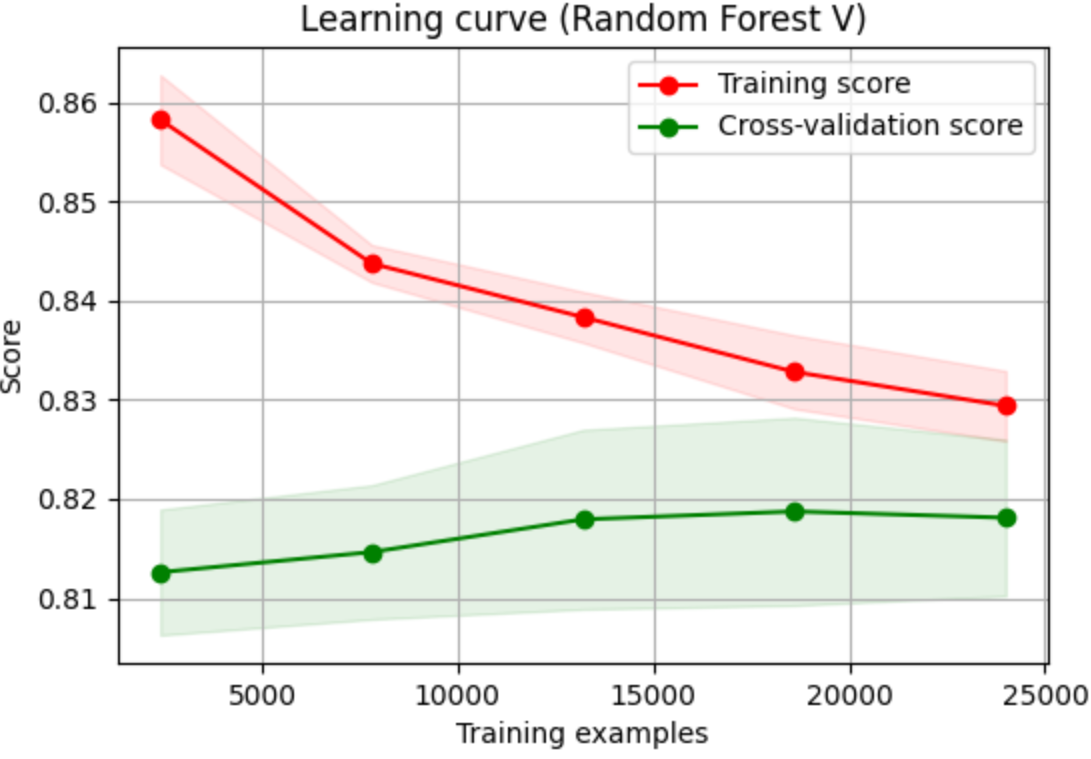 Learning curve (Random Forest V)
Training score
Cross-validation score
0.86
0.85
0.84
0.83
0.82
0.81
Score
5000 10000 15000 20000 25000
Training examples